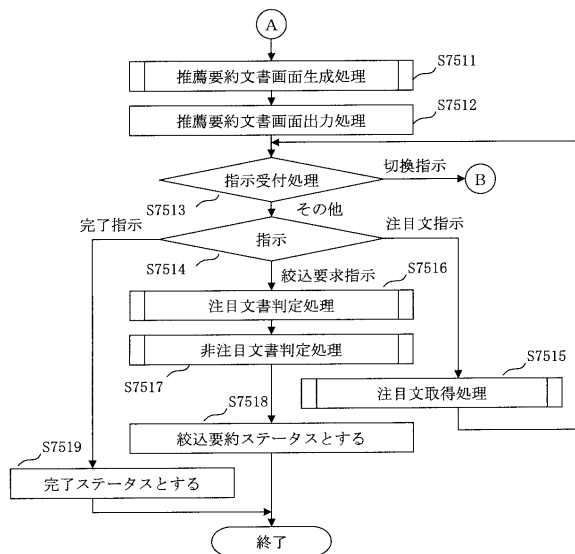 A
S7511
推薦要約文書画面生成処理
S7512
推薦要約文書画面出力処理
切換指示
指示受付処理
B
S7513
その他
完了指示
注目文指示
指示
S7514
絞込要求指示
S7516
注目文書判定処理
非注目文書判定処理
S7517
S7515
注目文取得処理
S7518
絞込要約ステータスとする
S7519
完了ステータスとする
終了